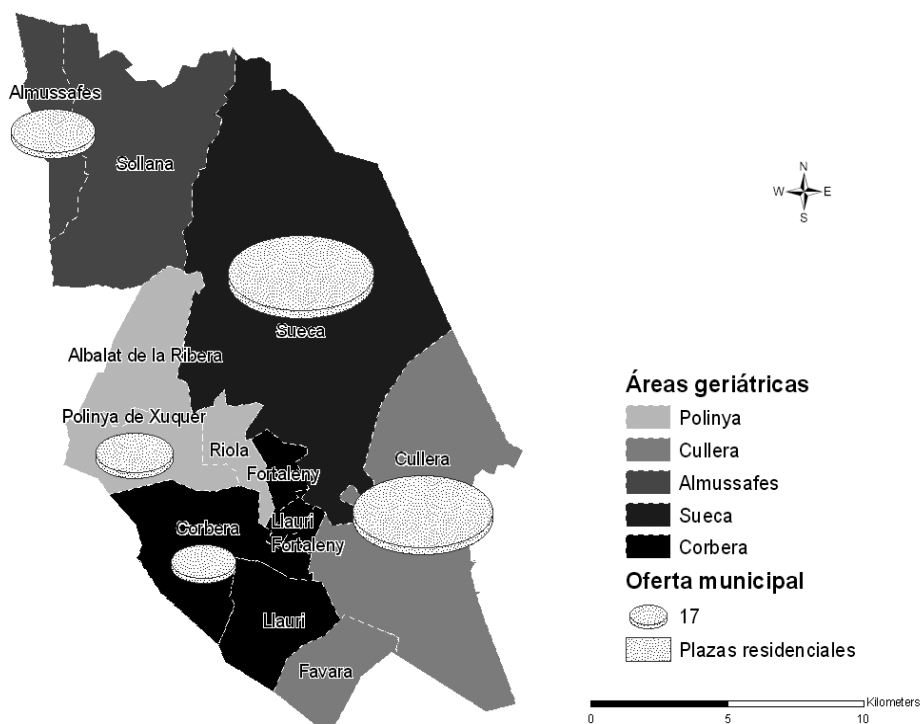 Almussafes
Sollana
N
W E
S
Sueca
Albalat de la Ribera
Polinya de Xuquer
Riola
Fortaleny
Cullera
Llauri
Fortaleny
Corbera
Llauri
Favara
Áreas geriátricas
Polinya
Cullera
Almussafes
Sueca
Corbera
Oferta municipal
17
Plazas residenciales
Kilometers
0 5 10